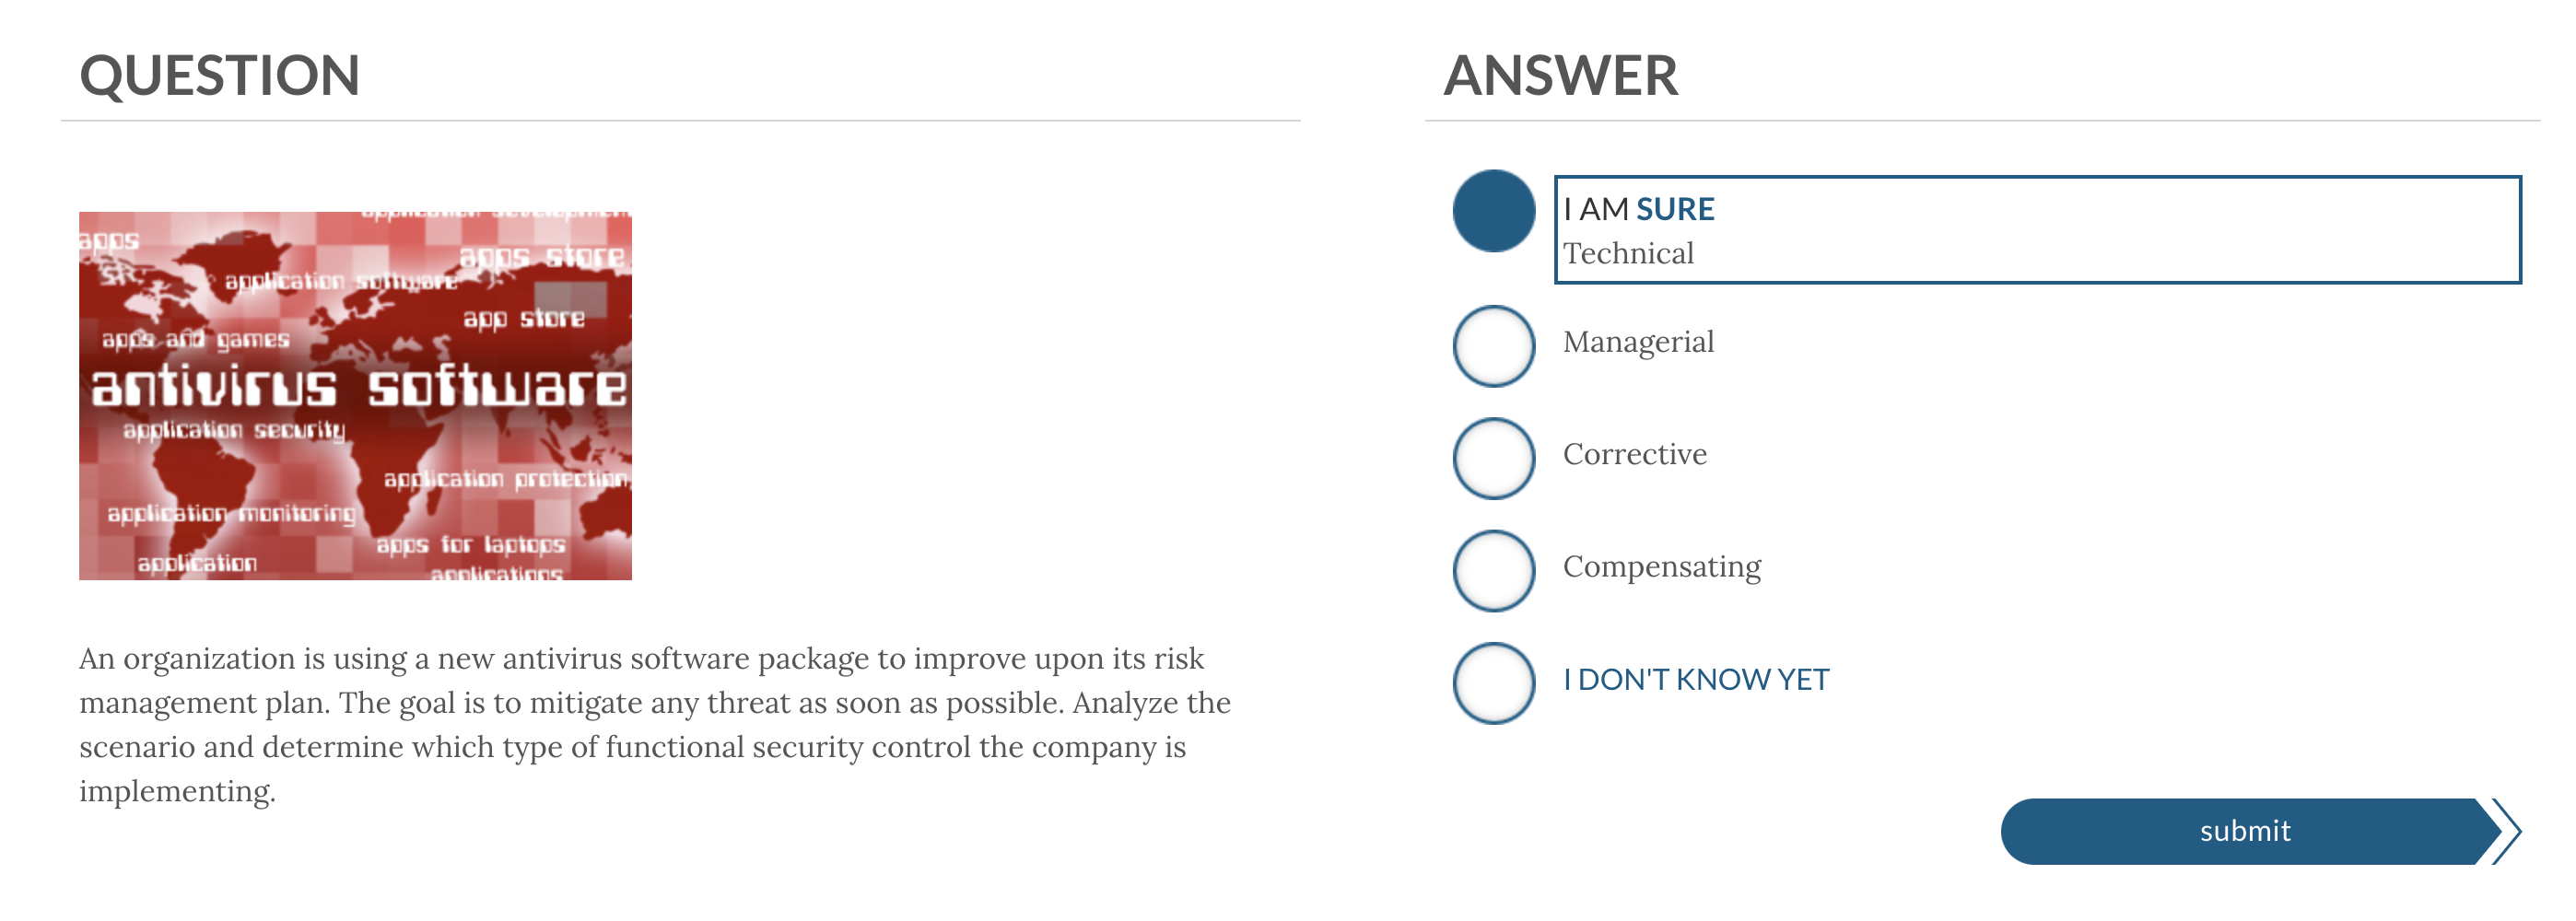 QUESTION
application development
apps
apps store
SR
application software
app store
apps and games
antivirus software
application security
application protection
application monitoring
apps for laptops
application
applications
An organization is using a new antivirus software package to improve upon its risk
management plan. The goal is to mitigate any threat as soon as possible. Analyze the
scenario and determine which type of functional security control the company is
implementing.
ANSWER
I AM SURE
Technical
Managerial
Corrective
Compensating
I DON'T KNOW YET
submit